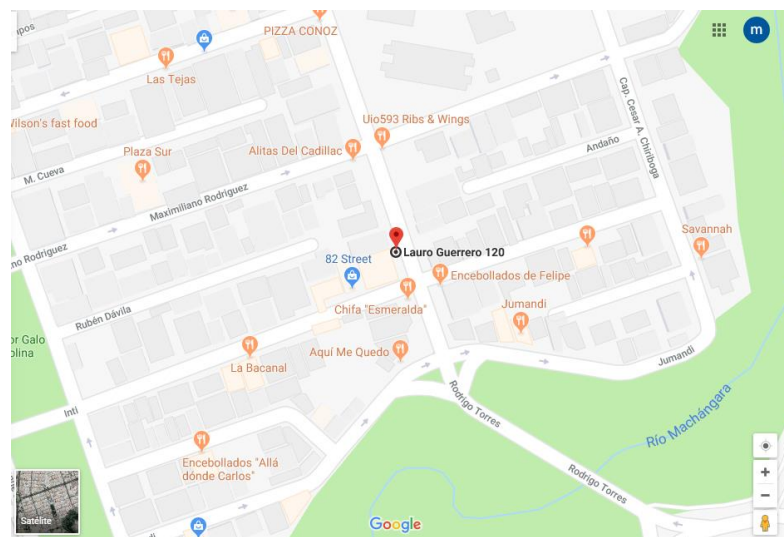 PIZZA CONOZ
m
Las Tejas
Wilson's fast food
Uio593 Ribs & Wings
Cap. Cesar A. Chiriboga
Alitas Del Cadillac
Plaza Sur
Andaño
M. Cueva
Maximiliano Rodriguez
Rodriguez
Lauro Guerrero 120
Savannah
82 Street
Encebollados de Felipe
Rubén Dávila
Chifa "Esmeralda"
Jumandi
Galo
Aquí Me Quedo
La Bacanal
Jumandi
Inti
Rodrigo Torres
Río Machángara
Encebollados "Allá
dónde Carlos"
Rodrigo Torres
Satélite
Google